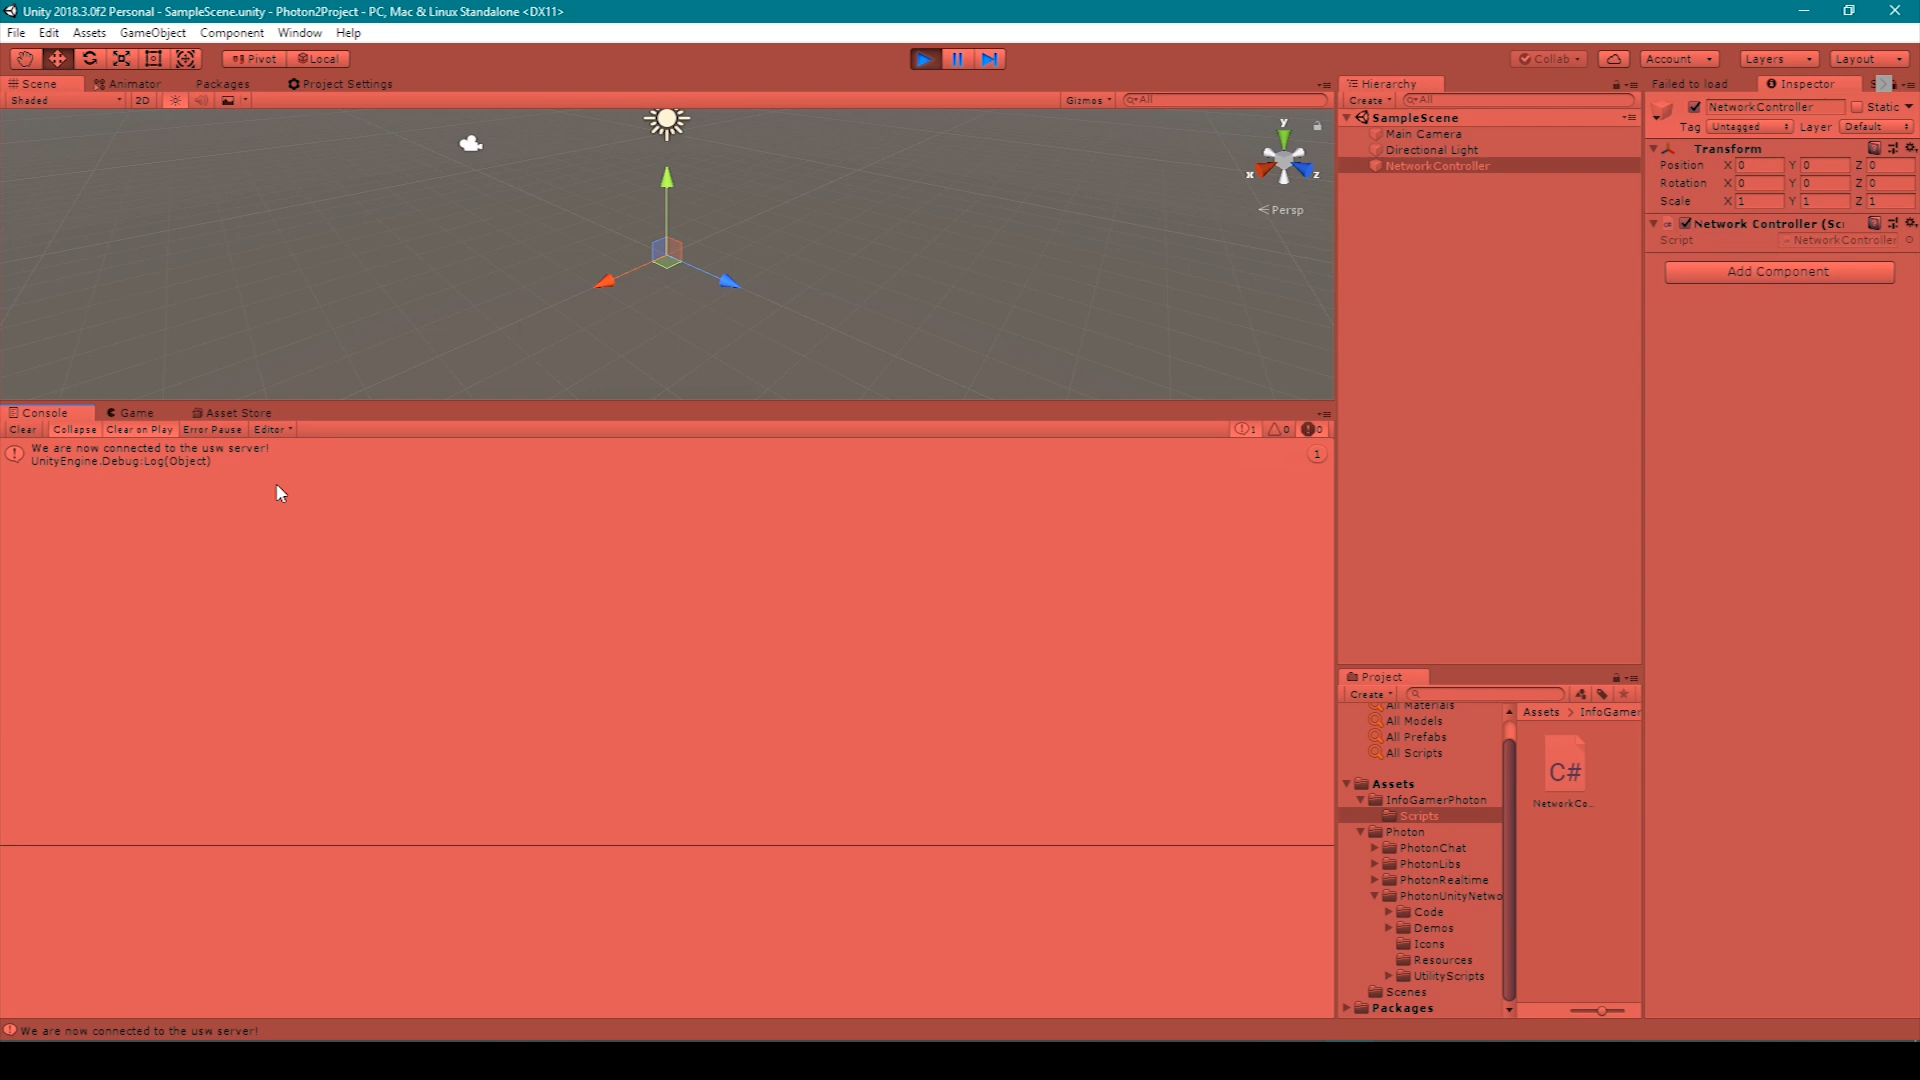 Unity 2018.3.0f2 Personal - SampleScene.unity - Photon2Project - PC, Mac & Linux Standalone <DX11>
File Edit Assets GameObject Component Window Help
Pivot Local
Collab Account Layers Layout
Scene Animator Packages Project Settings
Shaded 2D Gizmos All
y
x z
Persp
Console Game Asset Store
Clear Collapse Clear on Play Error Pause Editor 1 0 0
We are now connected to the usw server!
UnityEngine.Debug:Log(Object)
1
Hierarchy
Create All
SampleScene
Main Camera
Directional Light
NetworkController
Project
Create
All Materials
All Models
All Prefabs
All Scripts
Assets
InfoGamerPhoton
Scripts
Photon
PhotonChat
PhotonLibs
PhotonRealtime
PhotonUnityNetwo
Code
Demos
Icons
Resources
UtilityScripts
Scenes
Packages
Assets > InfoGamer
C#
NetworkCo...
Failed to load Inspector
NetworkController Static
Tag Untagged Layer Default
Transform
Position X 0 Y 0 Z 0
Rotation X 0 Y 0 Z 0
Scale X 1 Y 1 Z 1
Network Controller (Sc
Script NetworkController
Add Component
We are now connected to the usw server!